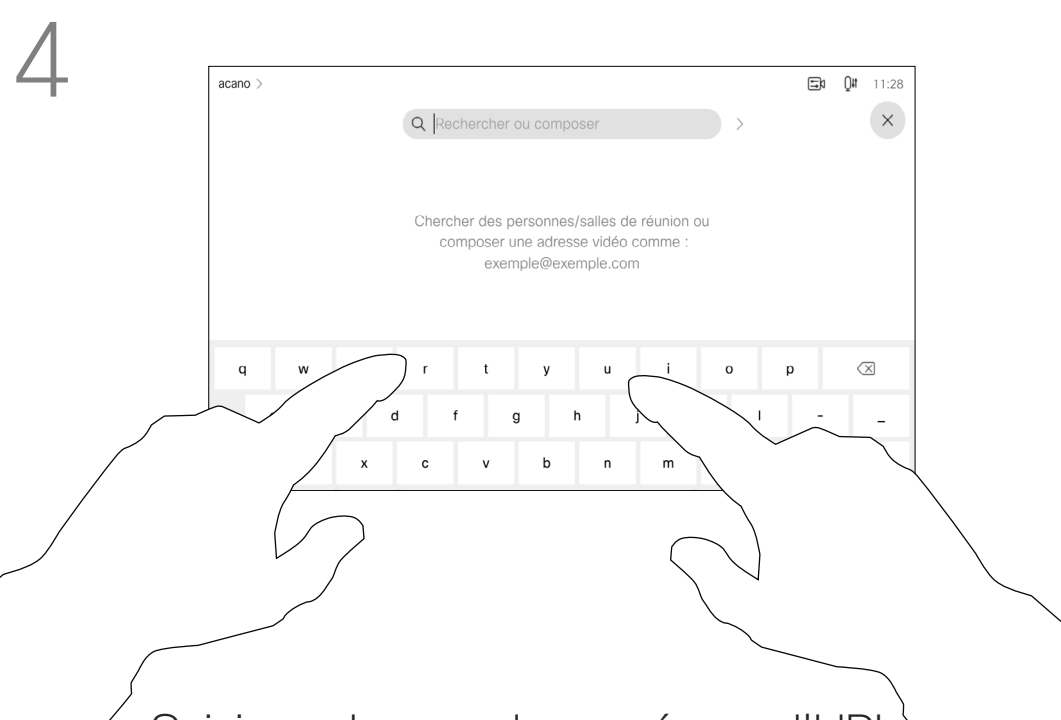 4
acano >
11:28
Rechercher ou composer >
Chercher des personnes/salles de réunion ou
composer une adresse vidéo comme :
exemple@exemple.com
q w r t y u i o p
d f g h j l - _
x c v b n m